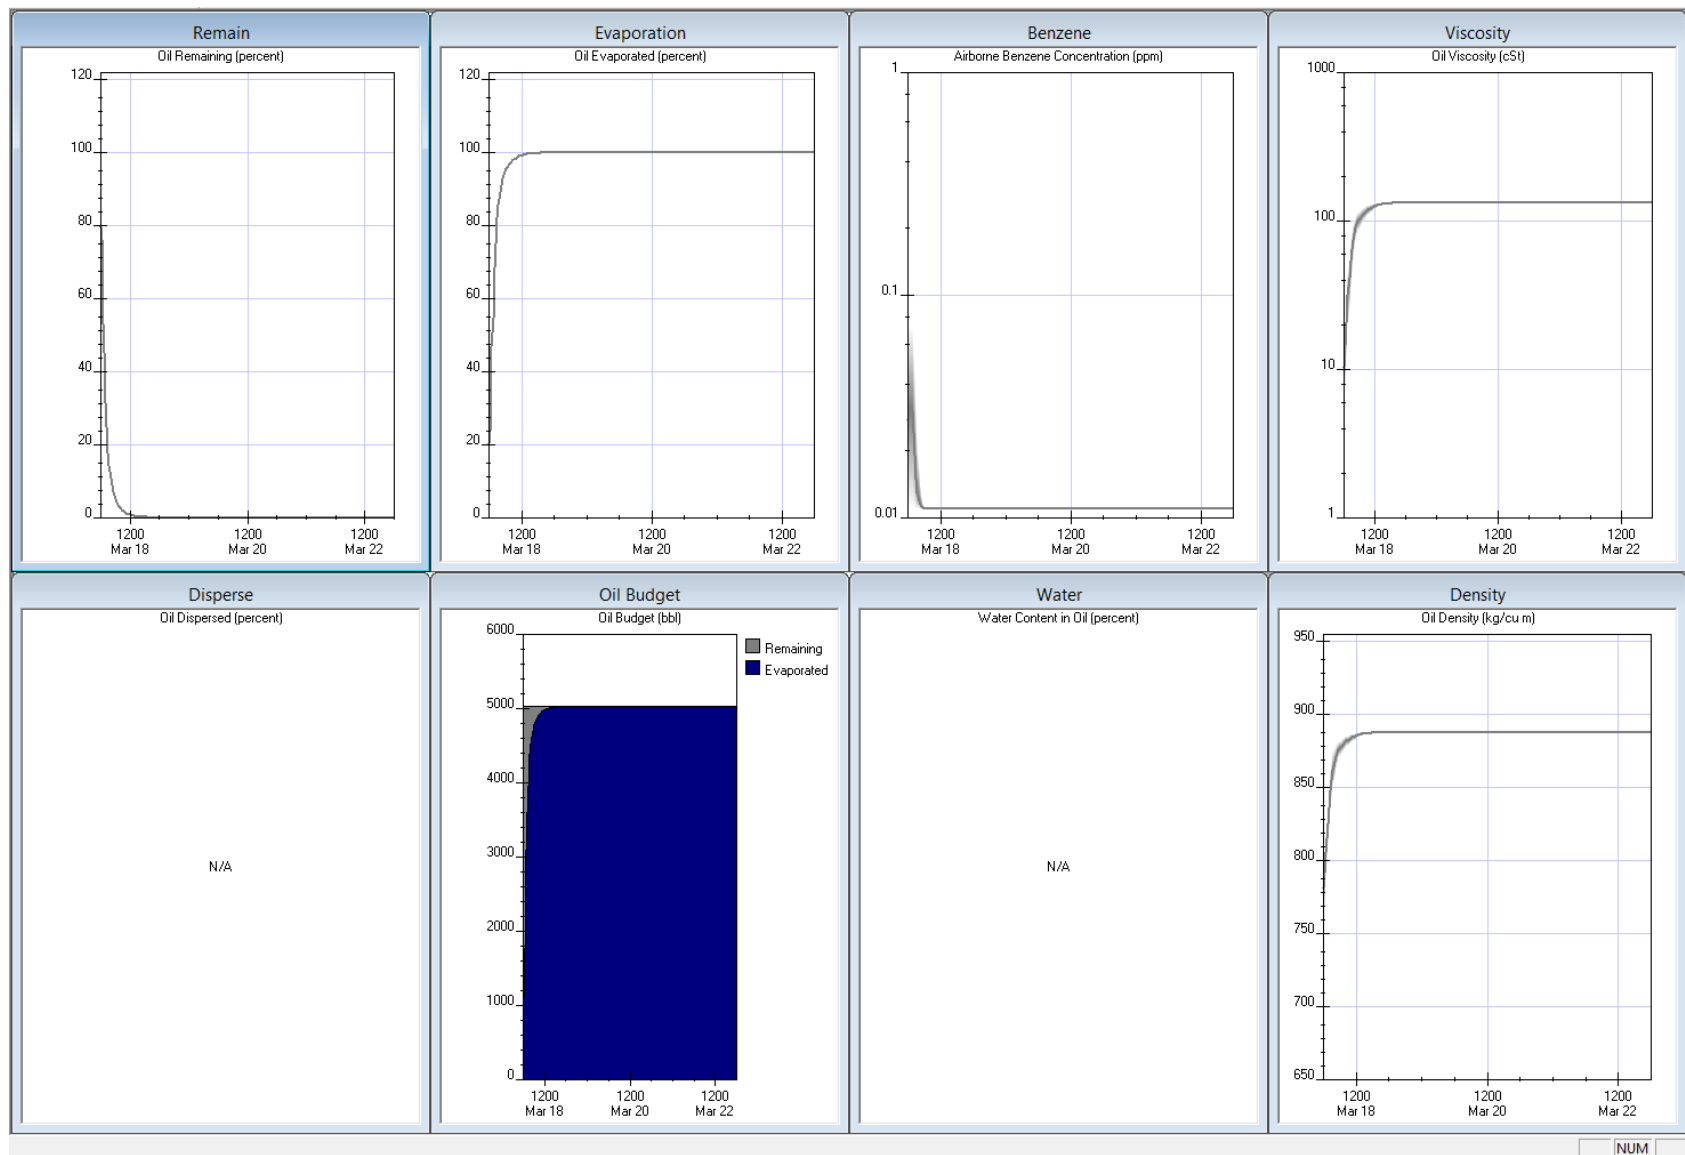 Remain
Oil Remaining (percent)
120
100
80
60
40
20
0
1200
Mar 18
1200
Mar 20
1200
Mar 22
Evaporation
Oil Evaporated (percent)
120
100
80
60
40
20
0
1200
Mar 18
1200
Mar 20
1200
Mar 22
Benzene
Airborne Benzene Concentration (ppm)
1
0.1
0.01
1200
Mar 18
1200
Mar 20
1200
Mar 22
Viscosity
Oil Viscosity (cSt)
1000
100
10
1
1200
Mar 18
1200
Mar 20
1200
Mar 22
Disperse
Oil Dispersed (percent)
N/A
Oil Budget
Oil Budget (bbl)
6000
5000
4000
3000
2000
1000
0
Remaining
Evaporated
1200
Mar 18
1200
Mar 20
1200
Mar 22
Water
Water Content in Oil (percent)
N/A
Density
Oil Density (kg/cu m)
950
900
850
800
750
700
650
1200
Mar 18
1200
Mar 20
1200
Mar 22
NUM